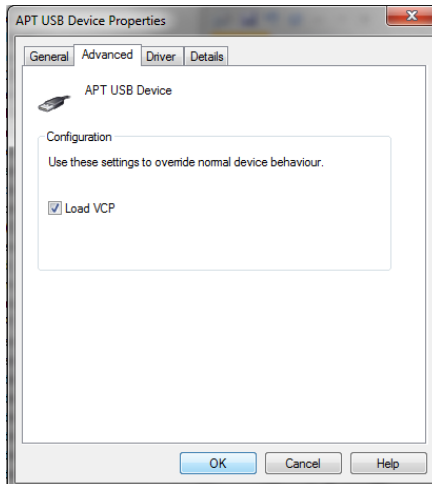 APT USB Device Properties
General Advanced Driver Details
APT USB Device
Configuration
Use these settings to override normal device behaviour.
Load VCP
OK Cancel Help